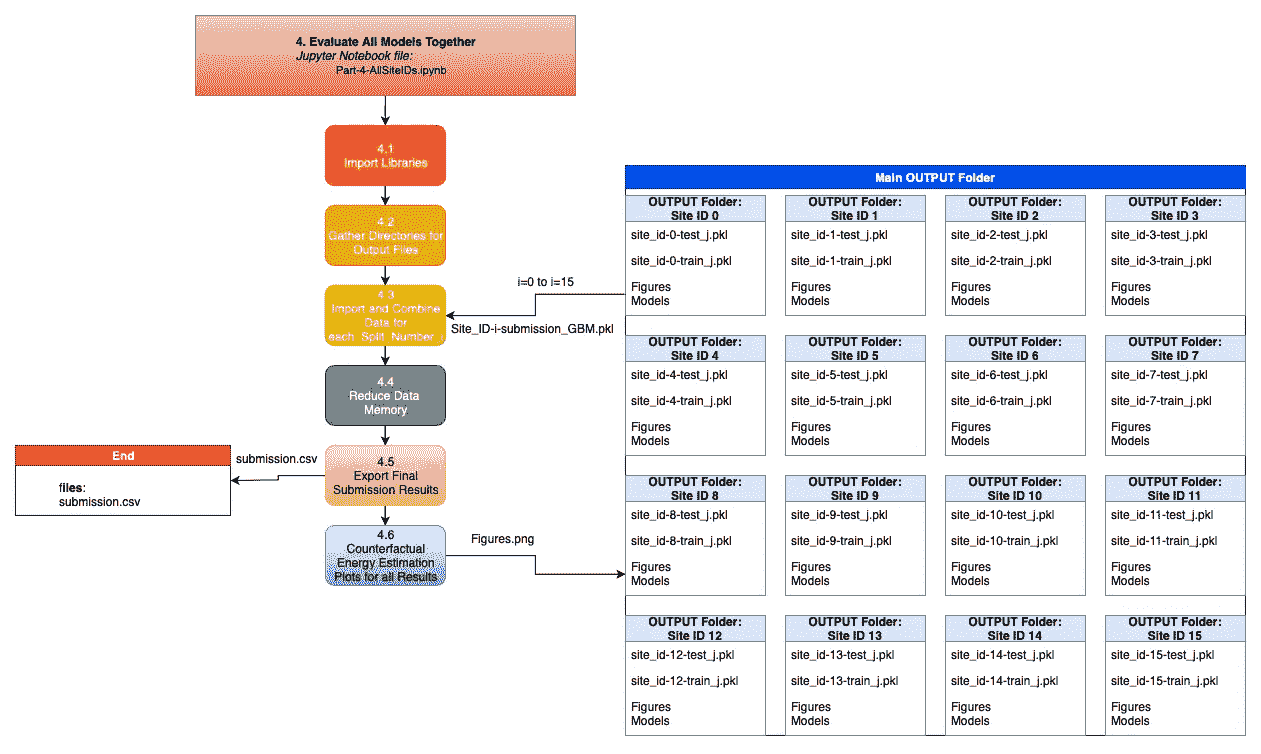 4. Evaluate All Models Together
Jupyter Notebook file:
Part-4-AllSiteIDs.ipynb
4.1
Import Libraries
4.2
Gather Directories for
Output Files
4.3
Import and Combine
Data for
each_Split_Number_j
4.4
Reduce Data
Memory
4.5
Export Final
Submission Results
4.6
Counterfactual
Energy Estimation
Plots for all Results
End
files:
submission.csv
submission.csv
i=0 to i=15
Site_ID-i-submission_GBM.pkl
Figures.png
Main OUTPUT Folder
OUTPUT Folder:
Site ID 0
site_id-0-test_j.pkl
site_id-0-train_j.pkl
Figures
Models
OUTPUT Folder:
Site ID 1
site_id-1-test_j.pkl
site_id-1-train_j.pkl
Figures
Models
OUTPUT Folder:
Site ID 2
site_id-2-test_j.pkl
site_id-2-train_j.pkl
Figures
Models
OUTPUT Folder:
Site ID 3
site_id-3-test_j.pkl
site_id-3-train_j.pkl
Figures
Models
OUTPUT Folder:
Site ID 4
site_id-4-test_j.pkl
site_id-4-train_j.pkl
Figures
Models
OUTPUT Folder:
Site ID 5
site_id-5-test_j.pkl
site_id-5-train_j.pkl
Figures
Models
OUTPUT Folder:
Site ID 6
site_id-6-test_j.pkl
site_id-6-train_j.pkl
Figures
Models
OUTPUT Folder:
Site ID 7
site_id-7-test_j.pkl
site_id-7-train_j.pkl
Figures
Models
OUTPUT Folder:
Site ID 8
site_id-8-test_j.pkl
site_id-8-train_j.pkl
Figures
Models
OUTPUT Folder:
Site ID 9
site_id-9-test_j.pkl
site_id-9-train_j.pkl
Figures
Models
OUTPUT Folder:
Site ID 10
site_id-10-test_j.pkl
site_id-10-train_j.pkl
Figures
Models
OUTPUT Folder:
Site ID 11
site_id-11-test_j.pkl
site_id-11-train_j.pkl
Figures
Models
OUTPUT Folder:
Site ID 12
site_id-12-test_j.pkl
site_id-12-train_j.pkl
Figures
Models
OUTPUT Folder:
Site ID 13
site_id-13-test_j.pkl
site_id-13-train_j.pkl
Figures
Models
OUTPUT Folder:
Site ID 14
site_id-14-test_j.pkl
site_id-14-train_j.pkl
Figures
Models
OUTPUT Folder:
Site ID 15
site_id-15-test_j.pkl
site_id-15-train_j.pkl
Figures
Models